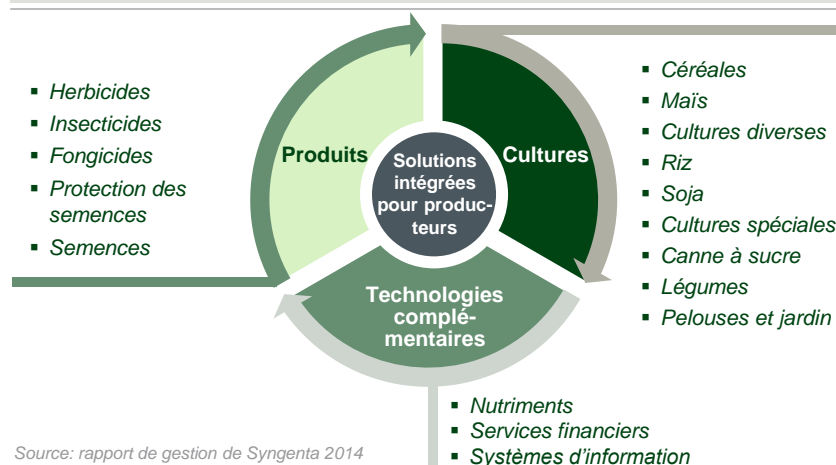 ▪ Herbicides
▪ Insecticides
▪ Fongicides
▪ Protection des
semences
▪ Semences
Produits
Solutions
intégrées
pour produc-
teurs
Cultures
Technologies
complé-
mentaires
▪ Céréales
▪ Maïs
▪ Cultures diverses
▪ Riz
▪ Soja
▪ Cultures spéciales
▪ Canne à sucre
▪ Légumes
▪ Pelouses et jardin
▪ Nutriments
▪ Services financiers
▪ Systèmes d'information
Source: rapport de gestion de Syngenta 2014